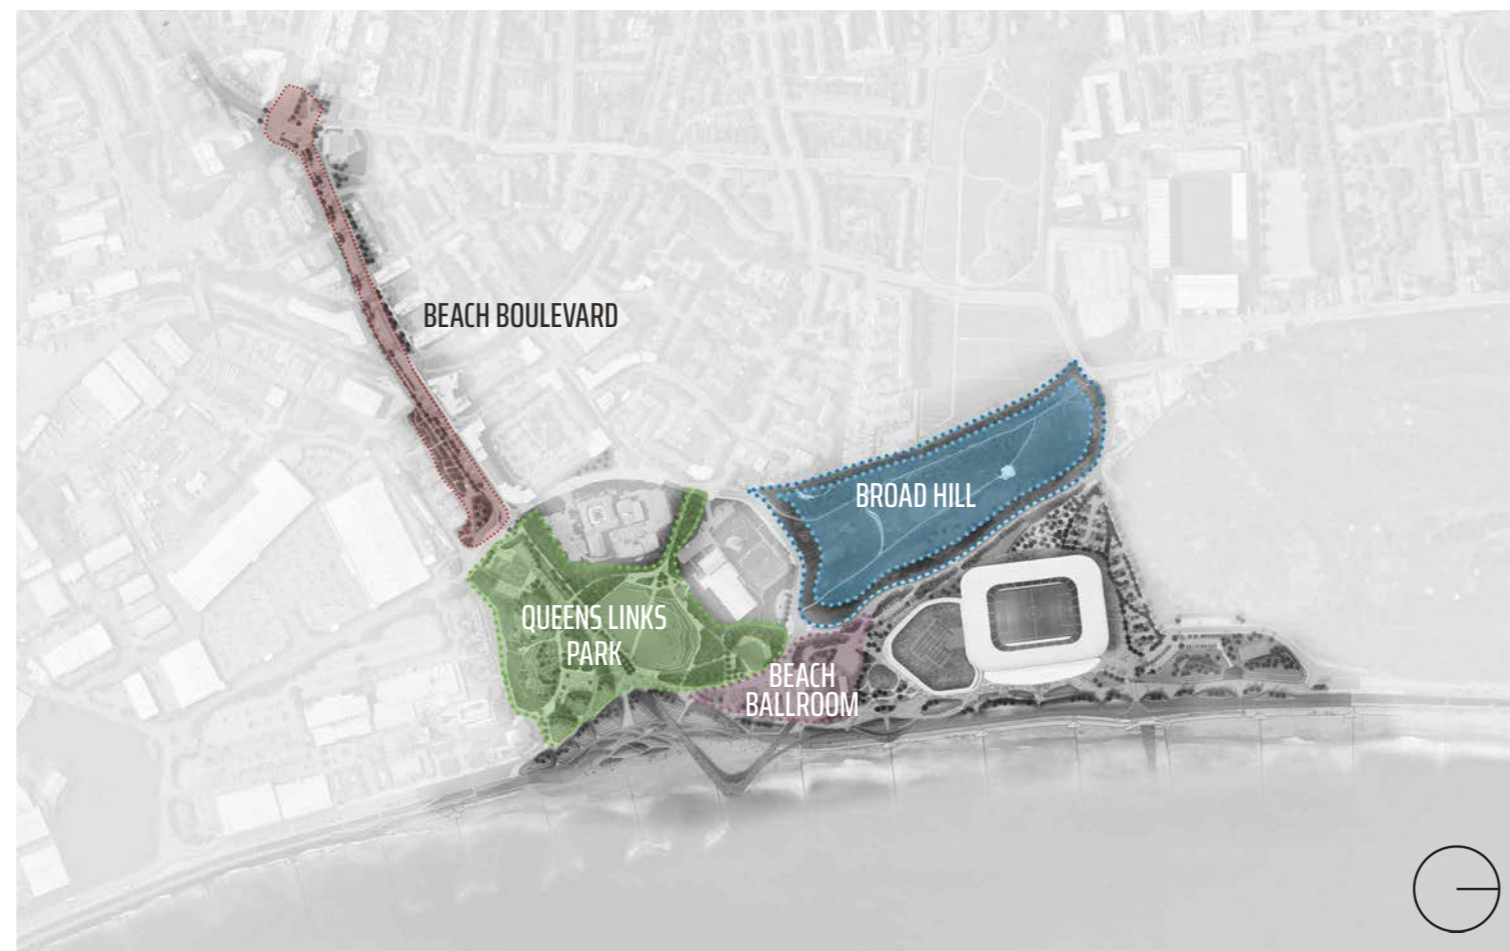 BEACH BOULEVARD
BROAD HILL
QUEENS LINKS
PARK
BEACH
BALLROOM